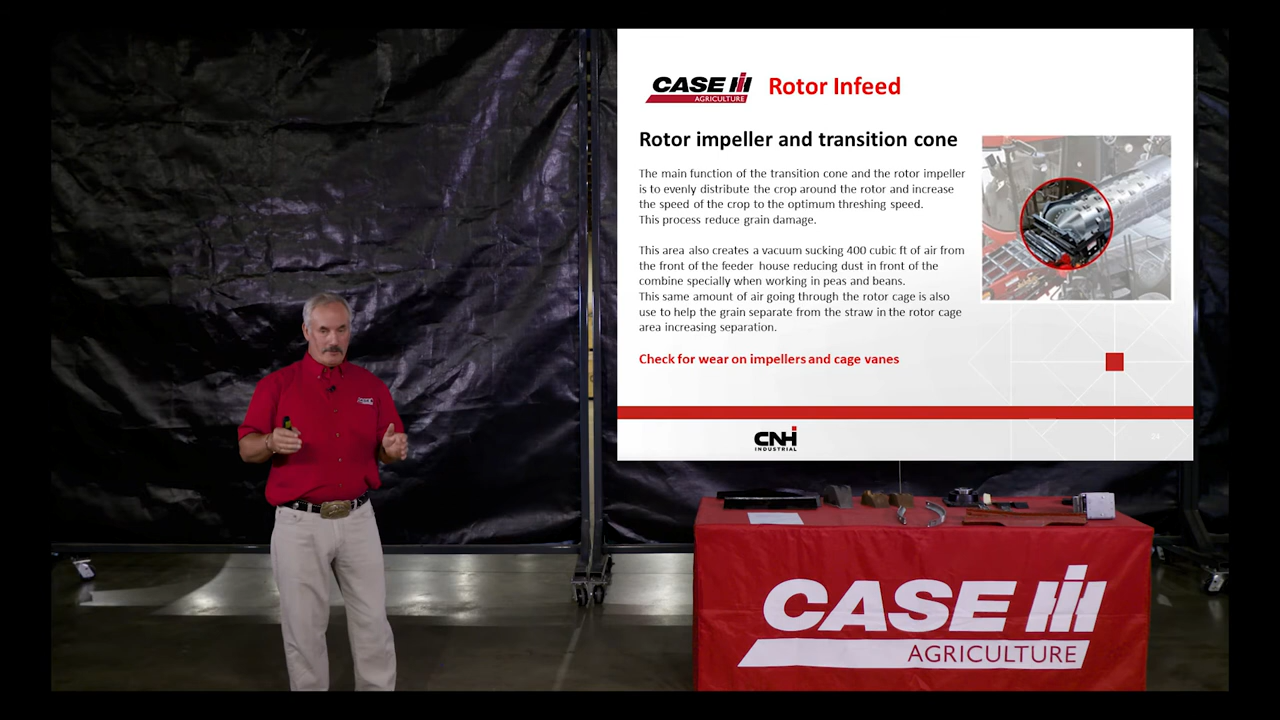 CASE IH
AGRICULTURE
Rotor Infeed
Rotor impeller and transition cone
The main function of the transition cone and the rotor impeller
is to evenly distribute the crop around the rotor and increase
the speed of the crop to the optimum threshing speed.
This process reduce grain damage.
This area also creates a vacuum sucking 400 cubic ft of air from
the front of the feeder house reducing dust in front of the
combine specially when working in peas and beans.
This same amount of air going through the rotor cage is also
use to help the grain separate from the straw in the rotor cage
area increasing separation.
Check for wear on impellers and cage vanes
CNH
INDUSTRIAL
CASE IH
AGRICULTURE